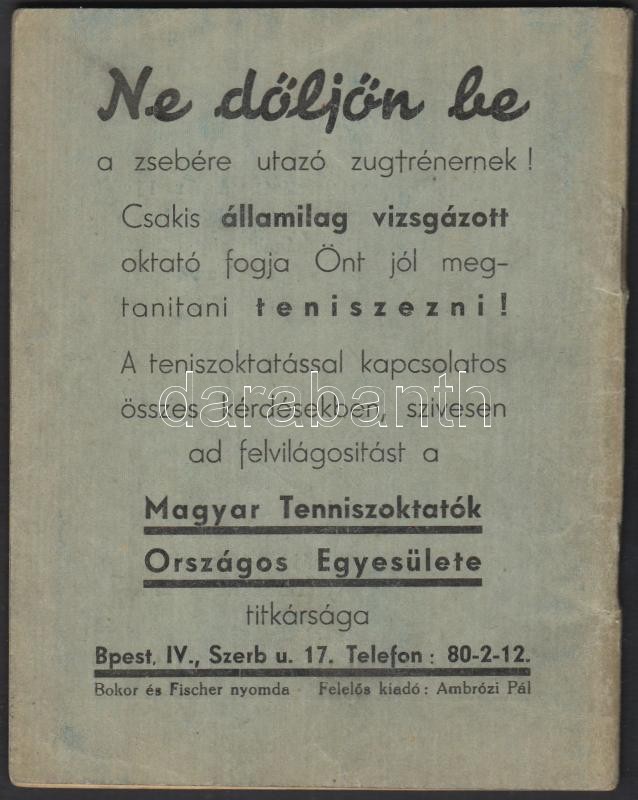 Ne dőljön be
a zsebére utazó zugtrénernek !
Csakis államilag vizsgázott
oktató fogja Önt jól meg-
tanitani teniszezni !
A teniszoktatással kapcsolatos
összes kérdésekben, szivesen
darabanth
ad felvilágosítást a
Magyar Tenniszoktatók
Országos Egyesülete
titkársága
Bpest, IV., Szerb u. 17. Telefon : 80-2-12.
Bokor és Fischer nyomda Felelős kiadó : Ambrózi Pál